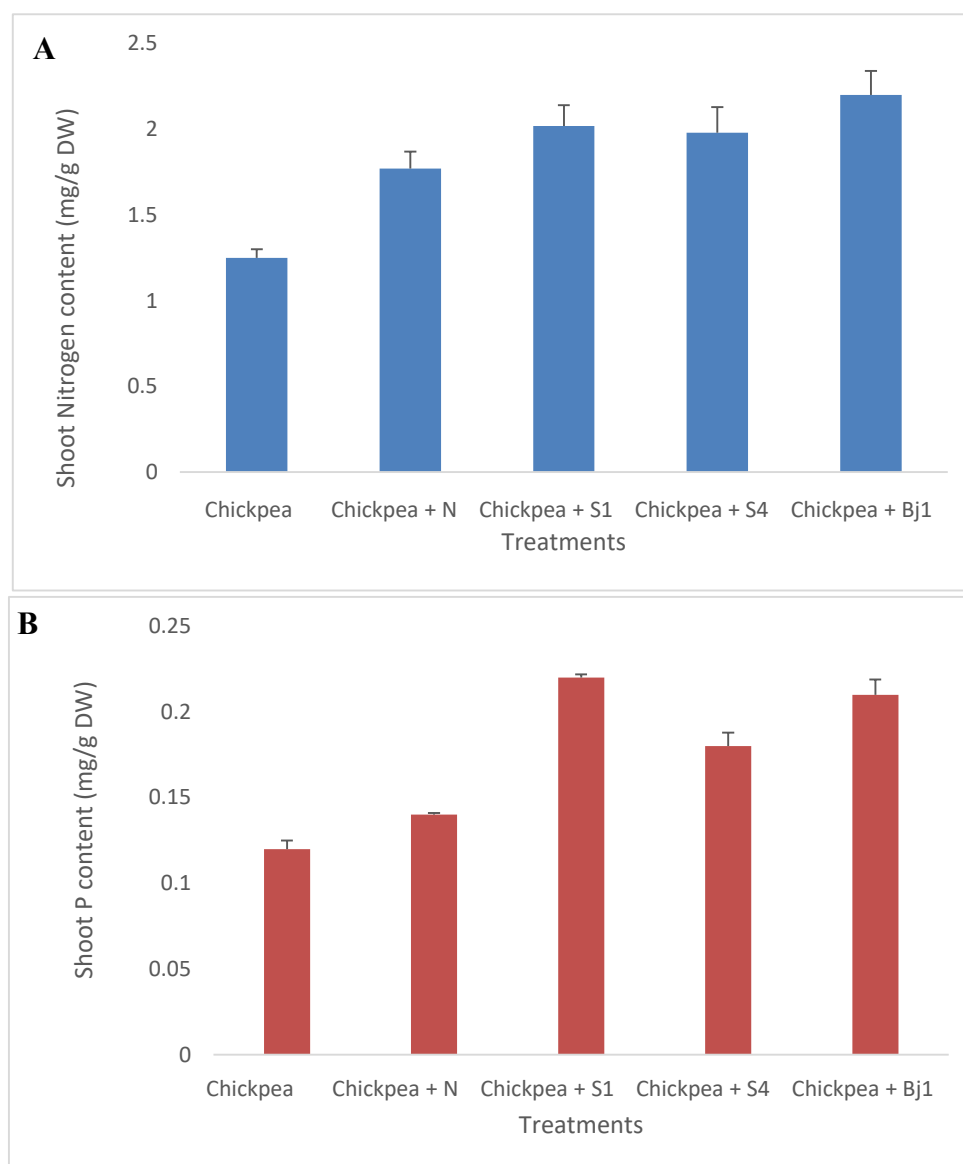 A
Shoot Nitrogen content (mg/g DW)
2.5
2
1.5
1
0.5
0
Chickpea
Chickpea + N
Chickpea + S1
Chickpea + S4
Chickpea + Bj1
Treatments
B
Shoot P content (mg/g DW)
0.25
0.2
0.15
0.1
0.05
0
Chickpea
Chickpea + N
Chickpea + S1
Chickpea + S4
Chickpea + Bj1
Treatments